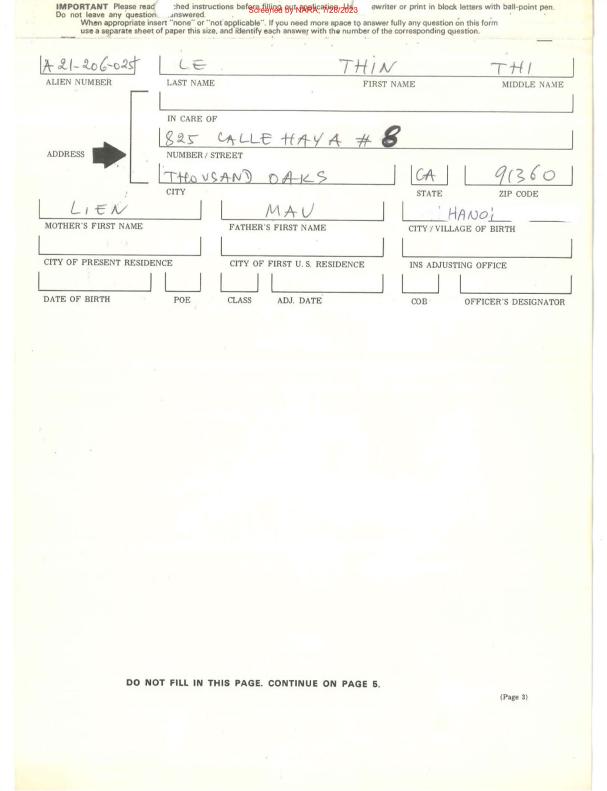 IMPORTANT Please read ched instructions before filling out application. Use ewriter or print in block letters with ball-point pen.
Screened by NARA, 7/28/2023
Do not leave any question answered.
When appropriate insert "none" or "not applicable". If you need more space to answer fully any question on this form
use a separate sheet of paper this size, and identify each answer with the number of the corresponding question.
A 21-206-025 LE THIN THI
ALIEN NUMBER LAST NAME FIRST NAME MIDDLE NAME
IN CARE OF
825 CALLE HAYA # 8
ADDRESS NUMBER / STREET
THOUSAND OAKS CA 91360
CITY STATE ZIP CODE
LIEN MAU HANOI
MOTHER'S FIRST NAME FATHER'S FIRST NAME CITY / VILLAGE OF BIRTH
CITY OF PRESENT RESIDENCE CITY OF FIRST U. S. RESIDENCE INS ADJUSTING OFFICE
DATE OF BIRTH POE CLASS ADJ. DATE COB OFFICER'S DESIGNATOR
DO NOT FILL IN THIS PAGE. CONTINUE ON PAGE 5.
(Page 3)